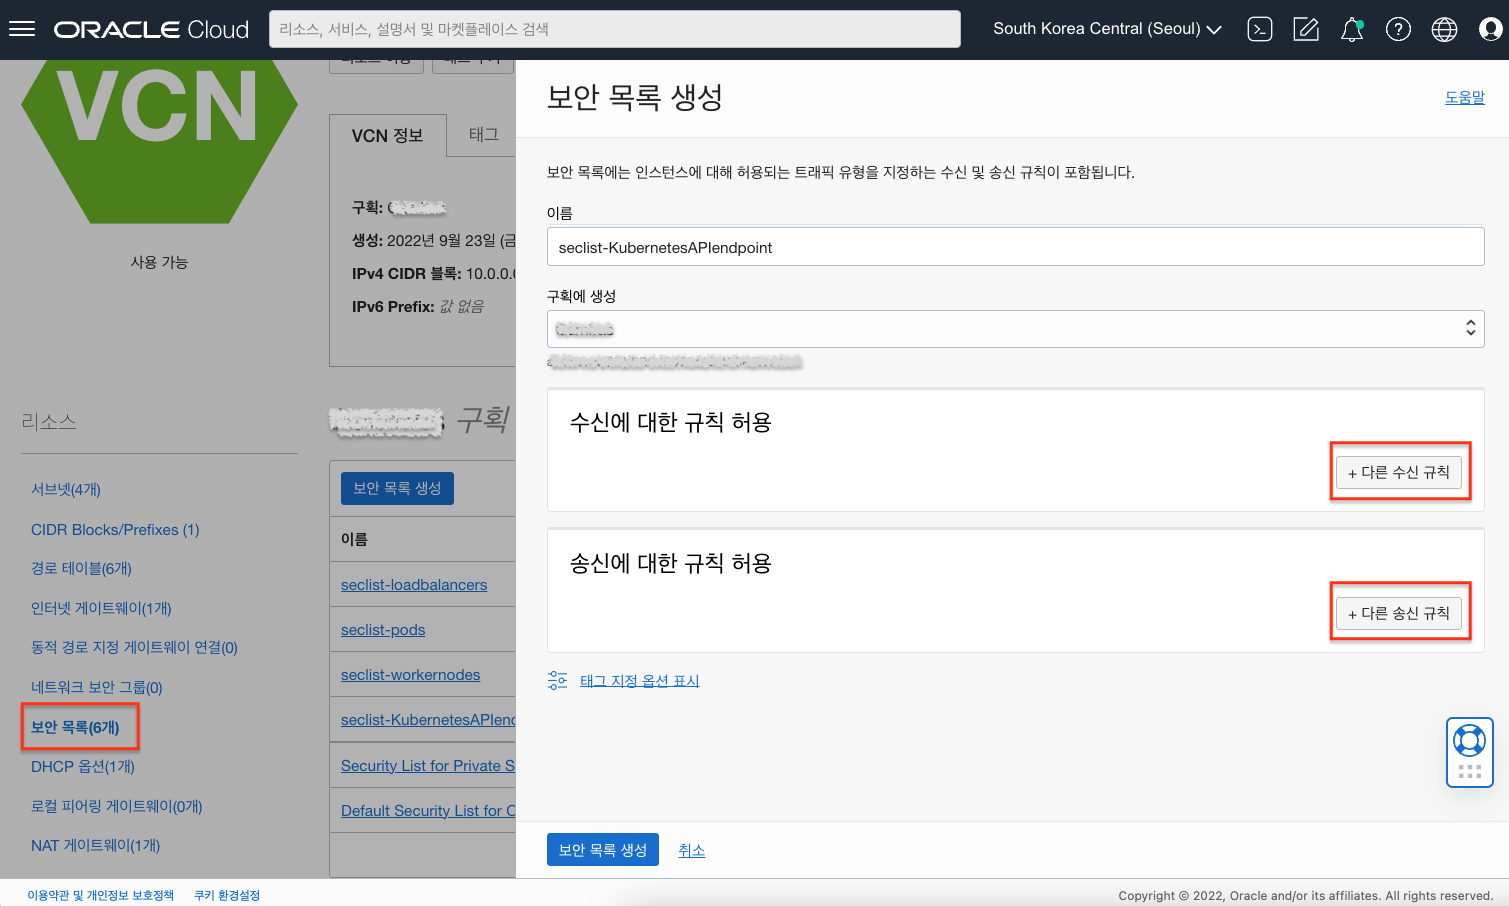 ORACLE Cloud
리소스, 서비스, 설명서 및 마켓플레이스 검색
South Korea Central (Seoul)
VCN
사용 가능
VCN 정보
태그
구획:
생성: 2022년 9월 23일 (금
IPv4 CIDR 블록: 10.0.0.
IPv6 Prefix: 값 없음
리소스
서브넷(4개)
CIDR Blocks/Prefixes (1)
경로 테이블(6개)
인터넷 게이트웨이(1개)
동적 경로 지정 게이트웨이 연결(0)
네트워크 보안 그룹(0)
보안 목록(6개)
DHCP 옵션(1개)
로컬 피어링 게이트웨이(0개)
NAT 게이트웨이(1개)
구획
보안 목록 생성
이름
seclist-loadbalancers
seclist-pods
seclist-workernodes
seclist-KubernetesAPIend
Security List for Private S
Default Security List for
보안 목록 생성
도움말
보안 목록에는 인스턴스에 대해 허용되는 트래픽 유형을 지정하는 수신 및 송신 규칙이 포함됩니다.
이름
seclist-KubernetesAPIendpoint
구획에 생성
수신에 대한 규칙 허용
+ 다른 수신 규칙
송신에 대한 규칙 허용
+ 다른 송신 규칙
태그 지정 옵션 표시
보안 목록 생성
취소
이용약관 및 개인정보 보호정책
쿠키 환경설정
Copyright © 2022, Oracle and/or its affiliates. All rights reserved.